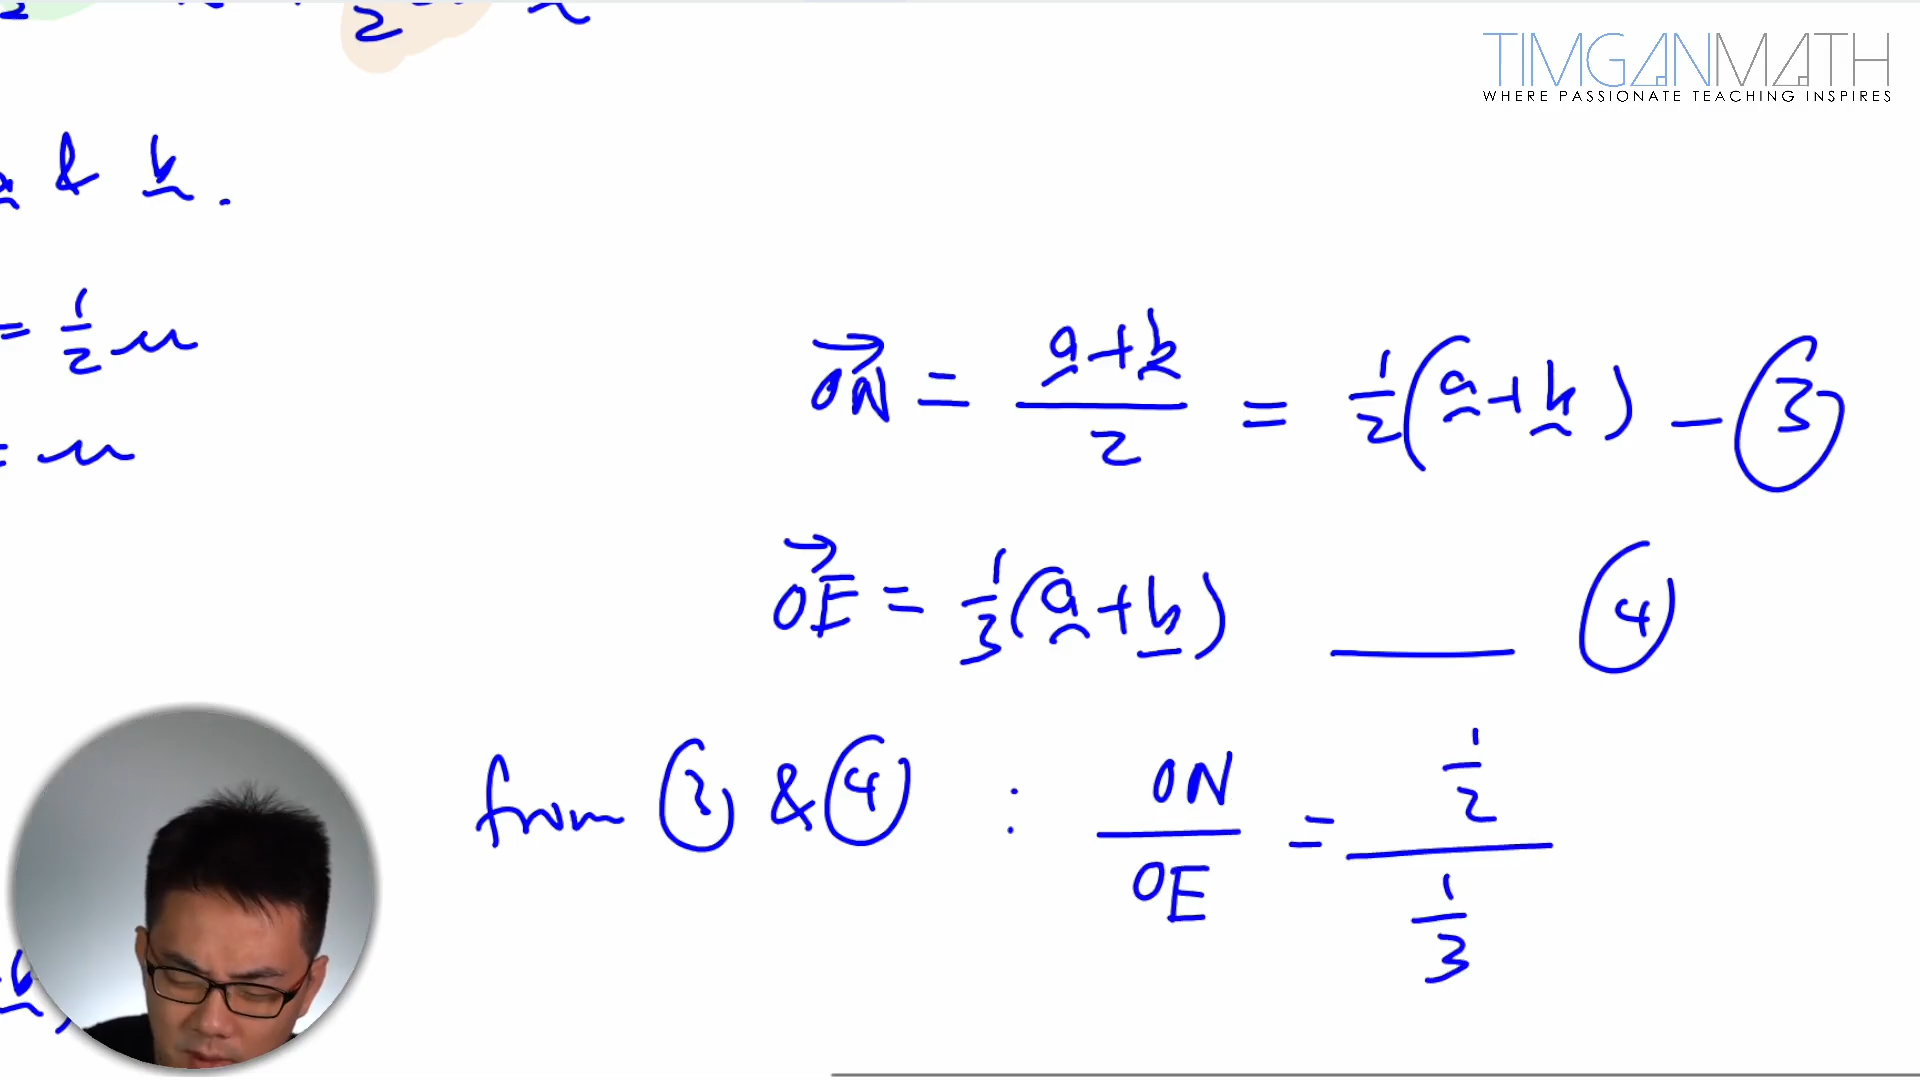 TIMGANMATH
WHERE PASSIONATE TEACHING INSPIRES
2
& b.
= 1/2 μ
= μ
→ON = (a+b)/2 = 1/2(a+b) — ③
→OE = 1/3(a+b) — ④
from ③ & ④ : ON/OE = (1/2)/(1/3)